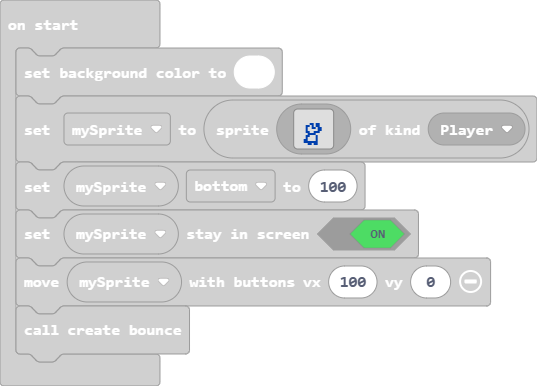 on start
set background color to
set mySprite to sprite of kind Player
set mySprite bottom to 100
set mySprite stay in screen ON
move mySprite with buttons vx 100 vy 0
call create bounce